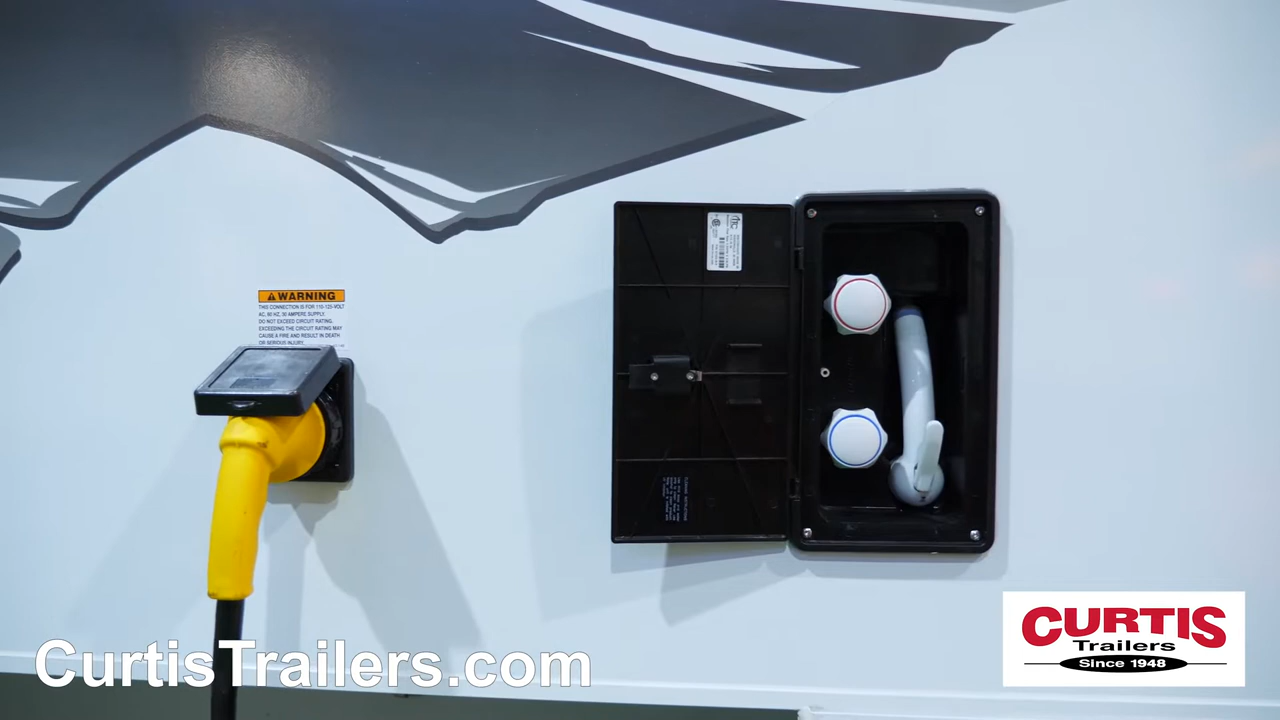 WARNING
THIS CONNECTION IS FOR 110-125-VOLT
AC, 60 HZ, 30 AMPERE SUPPLY.
DO NOT EXCEED CIRCUIT RATING.
EXCEEDING THE CIRCUIT RATING MAY
CAUSE A FIRE AND RESULT IN DEATH
OR SERIOUS INJURY.
ITC
CurtisTrailers.com
CURTIS
Trailers
Since 1948